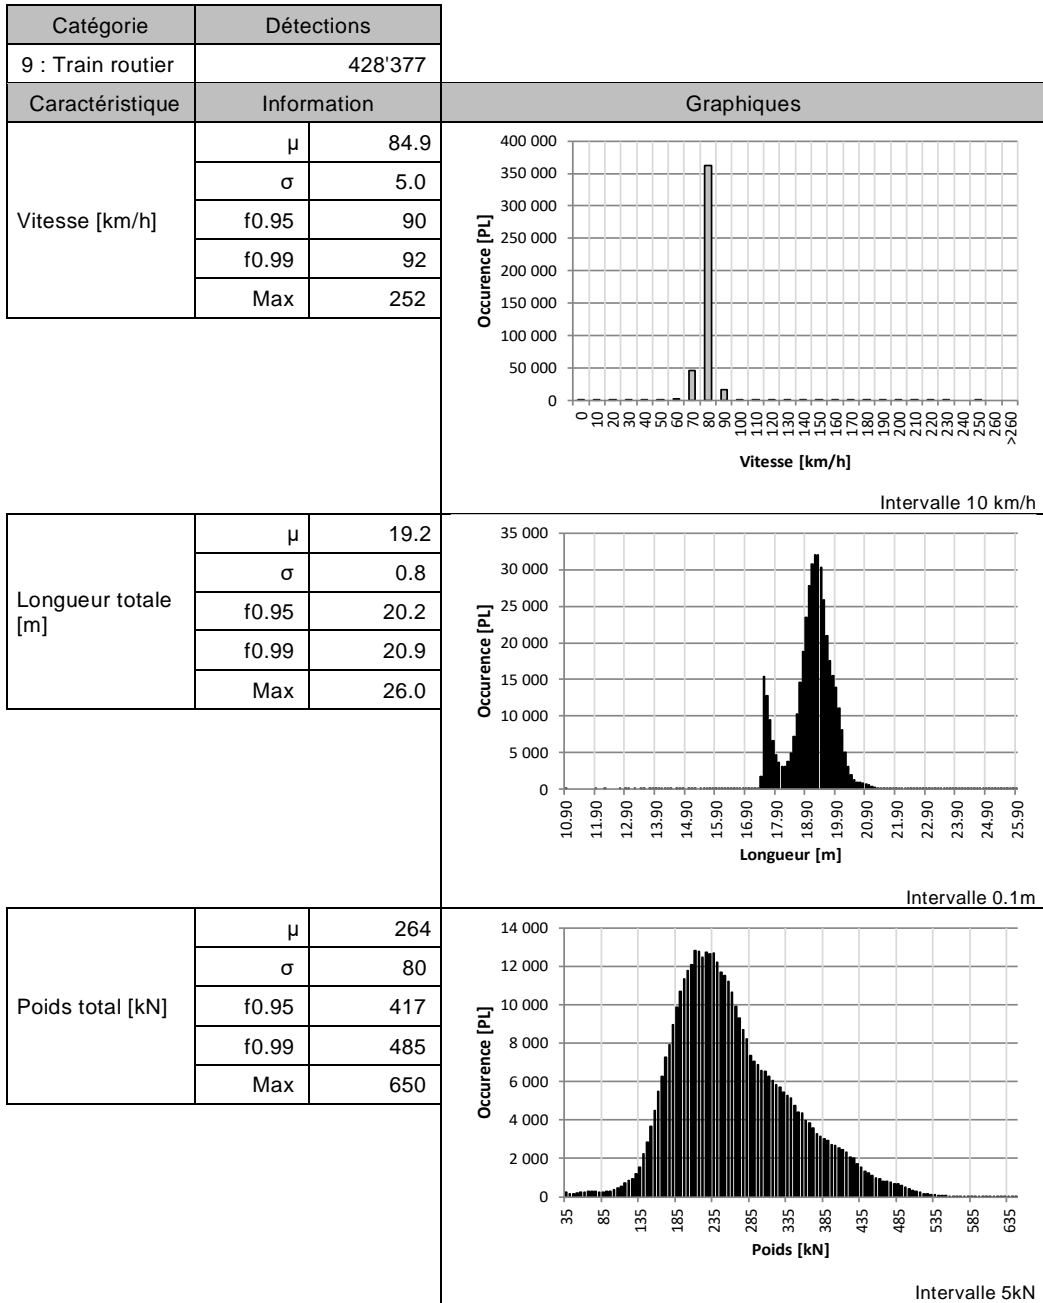 Catégorie Détections
9 : Train routier 428'377
Caractéristique Information Graphiques
Vitesse [km/h]
µ 84.9
σ 5.0
f0.95 90
f0.99 92
Max 252
400 000
350 000
300 000
250 000
200 000
150 000
100 000
50 000
0
Occurence [PL]
0 10 20 30 40 50 60 70 80 90 100 110 120 130 140 150 160 170 180 190 200 210 220 230 240 250 260 >260
Vitesse [km/h]
Intervalle 10 km/h
Longueur totale
[m]
µ 19.2
σ 0.8
f0.95 20.2
f0.99 20.9
Max 26.0
35 000
30 000
25 000
20 000
15 000
10 000
5 000
0
Occurence [PL]
10.90 11.90 12.90 13.90 14.90 15.90 16.90 17.90 18.90 19.90 20.90 21.90 22.90 23.90 24.90 25.90
Longueur [m]
Intervalle 0.1m
Poids total [kN]
µ 264
σ 80
f0.95 417
f0.99 485
Max 650
14 000
12 000
10 000
8 000
6 000
4 000
2 000
0
Occurence [PL]
35 85 135 185 235 285 335 385 435 485 535 585 635
Poids [kN]
Intervalle 5kN